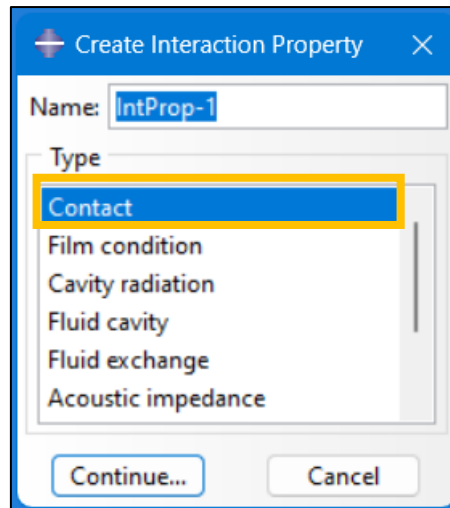 Create Interaction Property
Name: IntProp-1
Type
Contact
Film condition
Cavity radiation
Fluid cavity
Fluid exchange
Acoustic impedance
Continue... Cancel